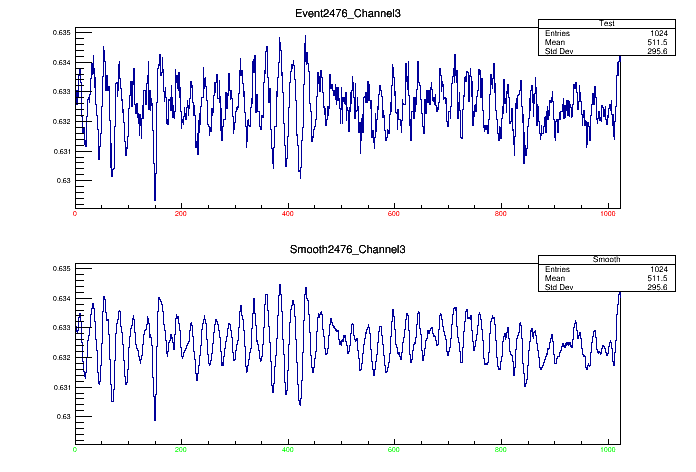 Event2476_Channel3
Test
Entries 1024
Mean 511.5
Std Dev 295.6
0.635
0.634
0.633
0.632
0.631
0.63
0 200 400 600 800 1000
Smooth2476_Channel3
Smooth
Entries 1024
Mean 511.5
Std Dev 295.6
0.635
0.634
0.633
0.632
0.631
0.63
0 200 400 600 800 1000